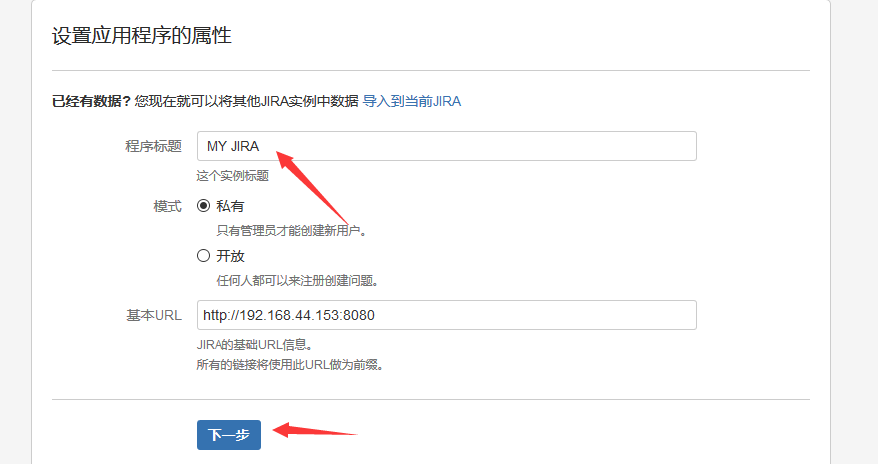 设置应用程序的属性
已经有数据? 您现在就可以将其他JIRA实例中数据 导入到当前JIRA
程序标题 MY JIRA
这个实例标题
模式 私有
只有管理员才能创建新用户。
开放
任何人都可以来注册创建问题。
基本URL http://192.168.44.153:8080
JIRA的基础URL信息。
所有的链接将使用此URL做为前缀。
下一步